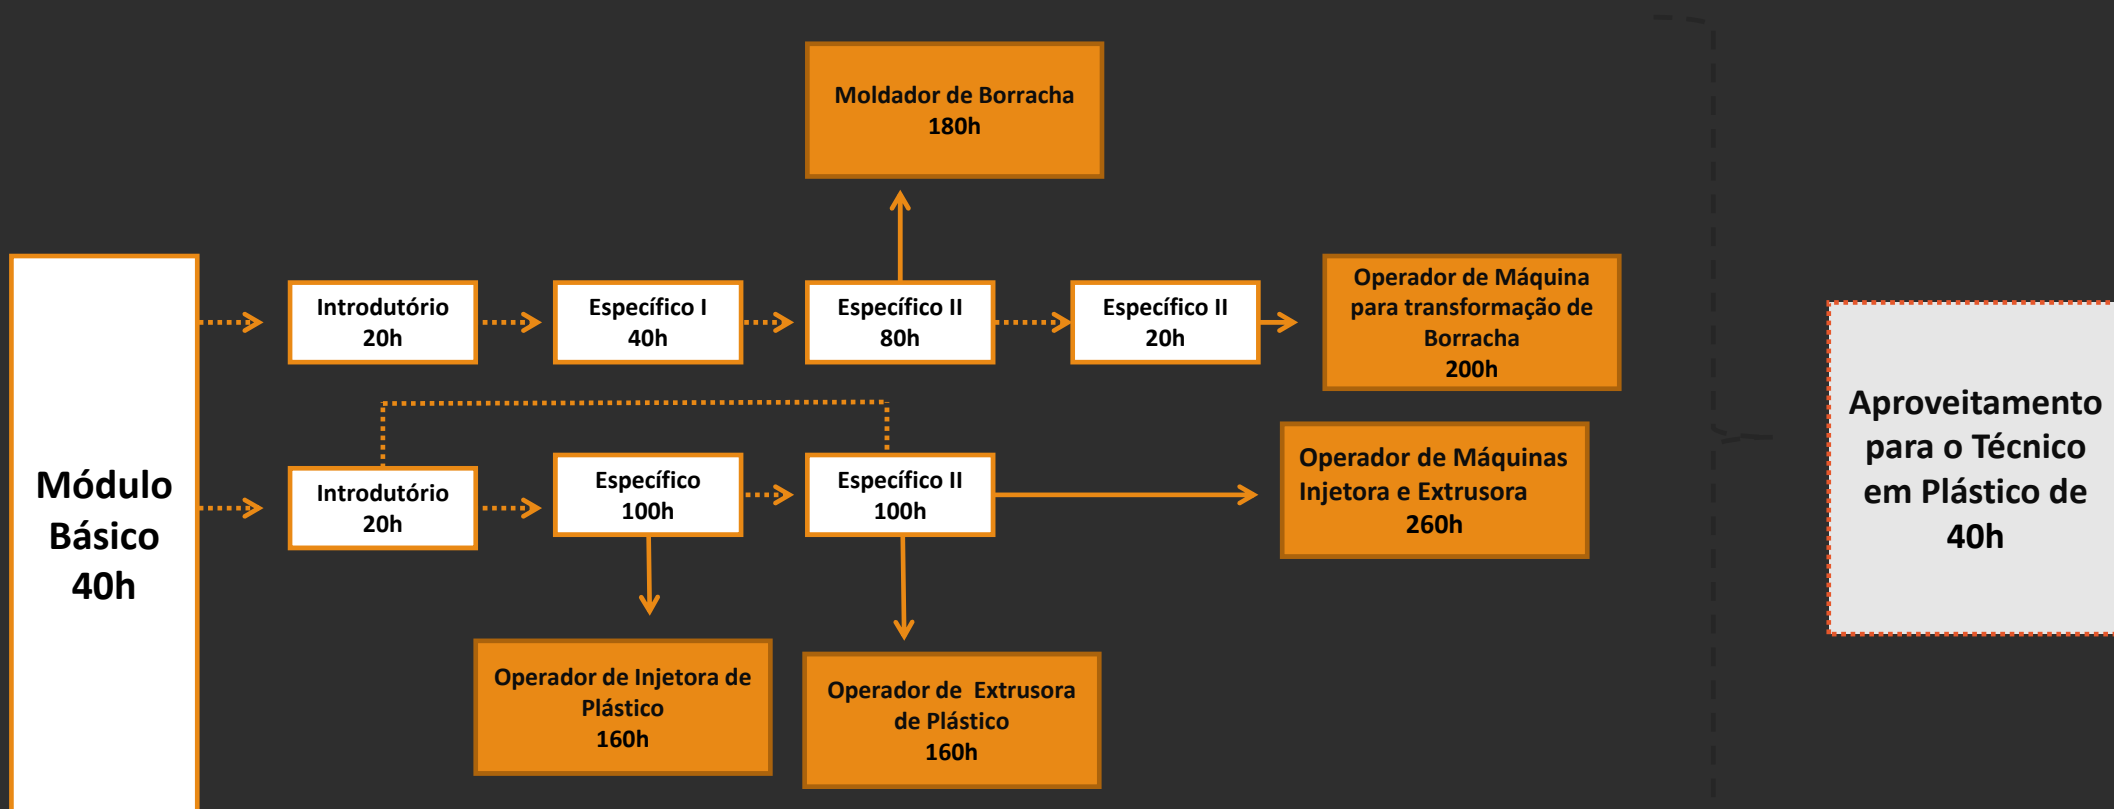 Moldador de Borracha
180h
Módulo
Básico
40h
Introdutório
20h
Específico I
40h
Específico II
80h
Específico II
20h
Operador de Máquina
para transformação de
Borracha
200h
Introdutório
20h
Específico
100h
Específico II
100h
Operador de Máquinas
Injetora e Extrusora
260h
Operador de Injetora de
Plástico
160h
Operador de Extrusora
de Plástico
160h
Aproveitamento
para o Técnico
em Plástico de
40h